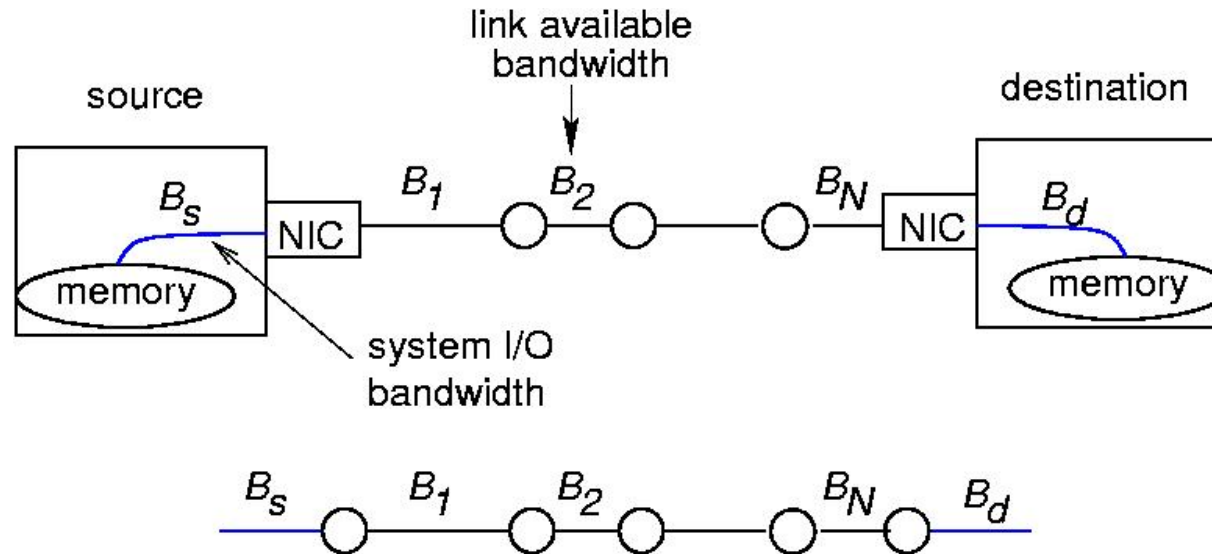 link available
bandwidth
source
destination
B_s
NIC
B_1
B_2
B_N
NIC
B_d
memory
memory
system I/O
bandwidth
B_s
B_1
B_2
B_N
B_d